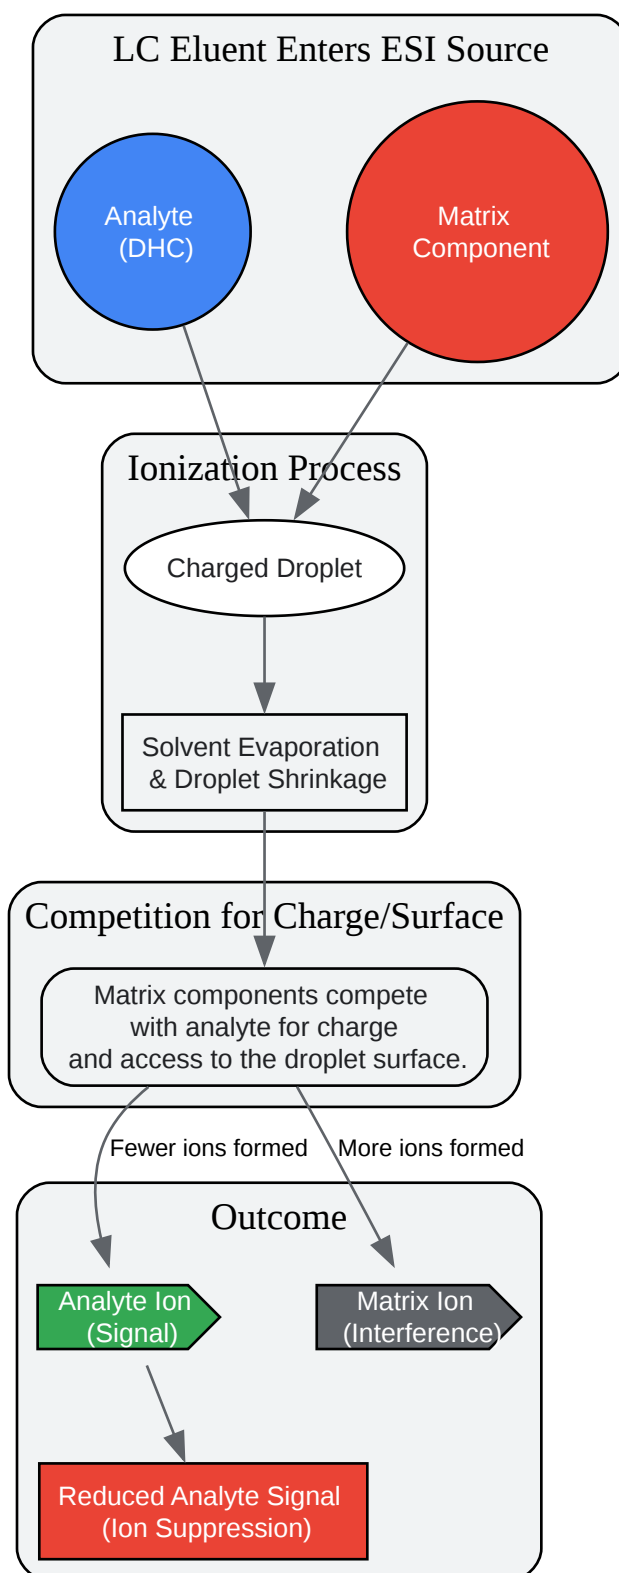 LC Eluent Enters ESI Source
Analyte
(DHC)
Matrix
Component
Ionization Process
Charged Droplet
Solvent Evaporation
& Droplet Shrinkage
Competition for Charge/Surface
Matrix components compete
with analyte for charge
and access to the droplet surface.
Fewer ions formed
More ions formed
Outcome
Analyte Ion
(Signal)
Matrix Ion
(Interference)
Reduced Analyte Signal
(Ion Suppression)